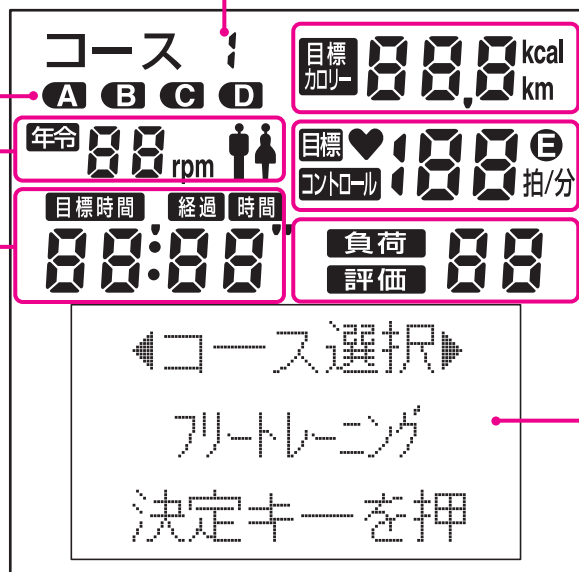 コース 1
A B C D
目標カロリー 88.8 kcal km
年令 88 rpm
目標 コントロール 188 E 拍/分
目標時間 経過 時間
88:88
負荷 評価 88
コース選択
フリートレーニング
決定キーを押